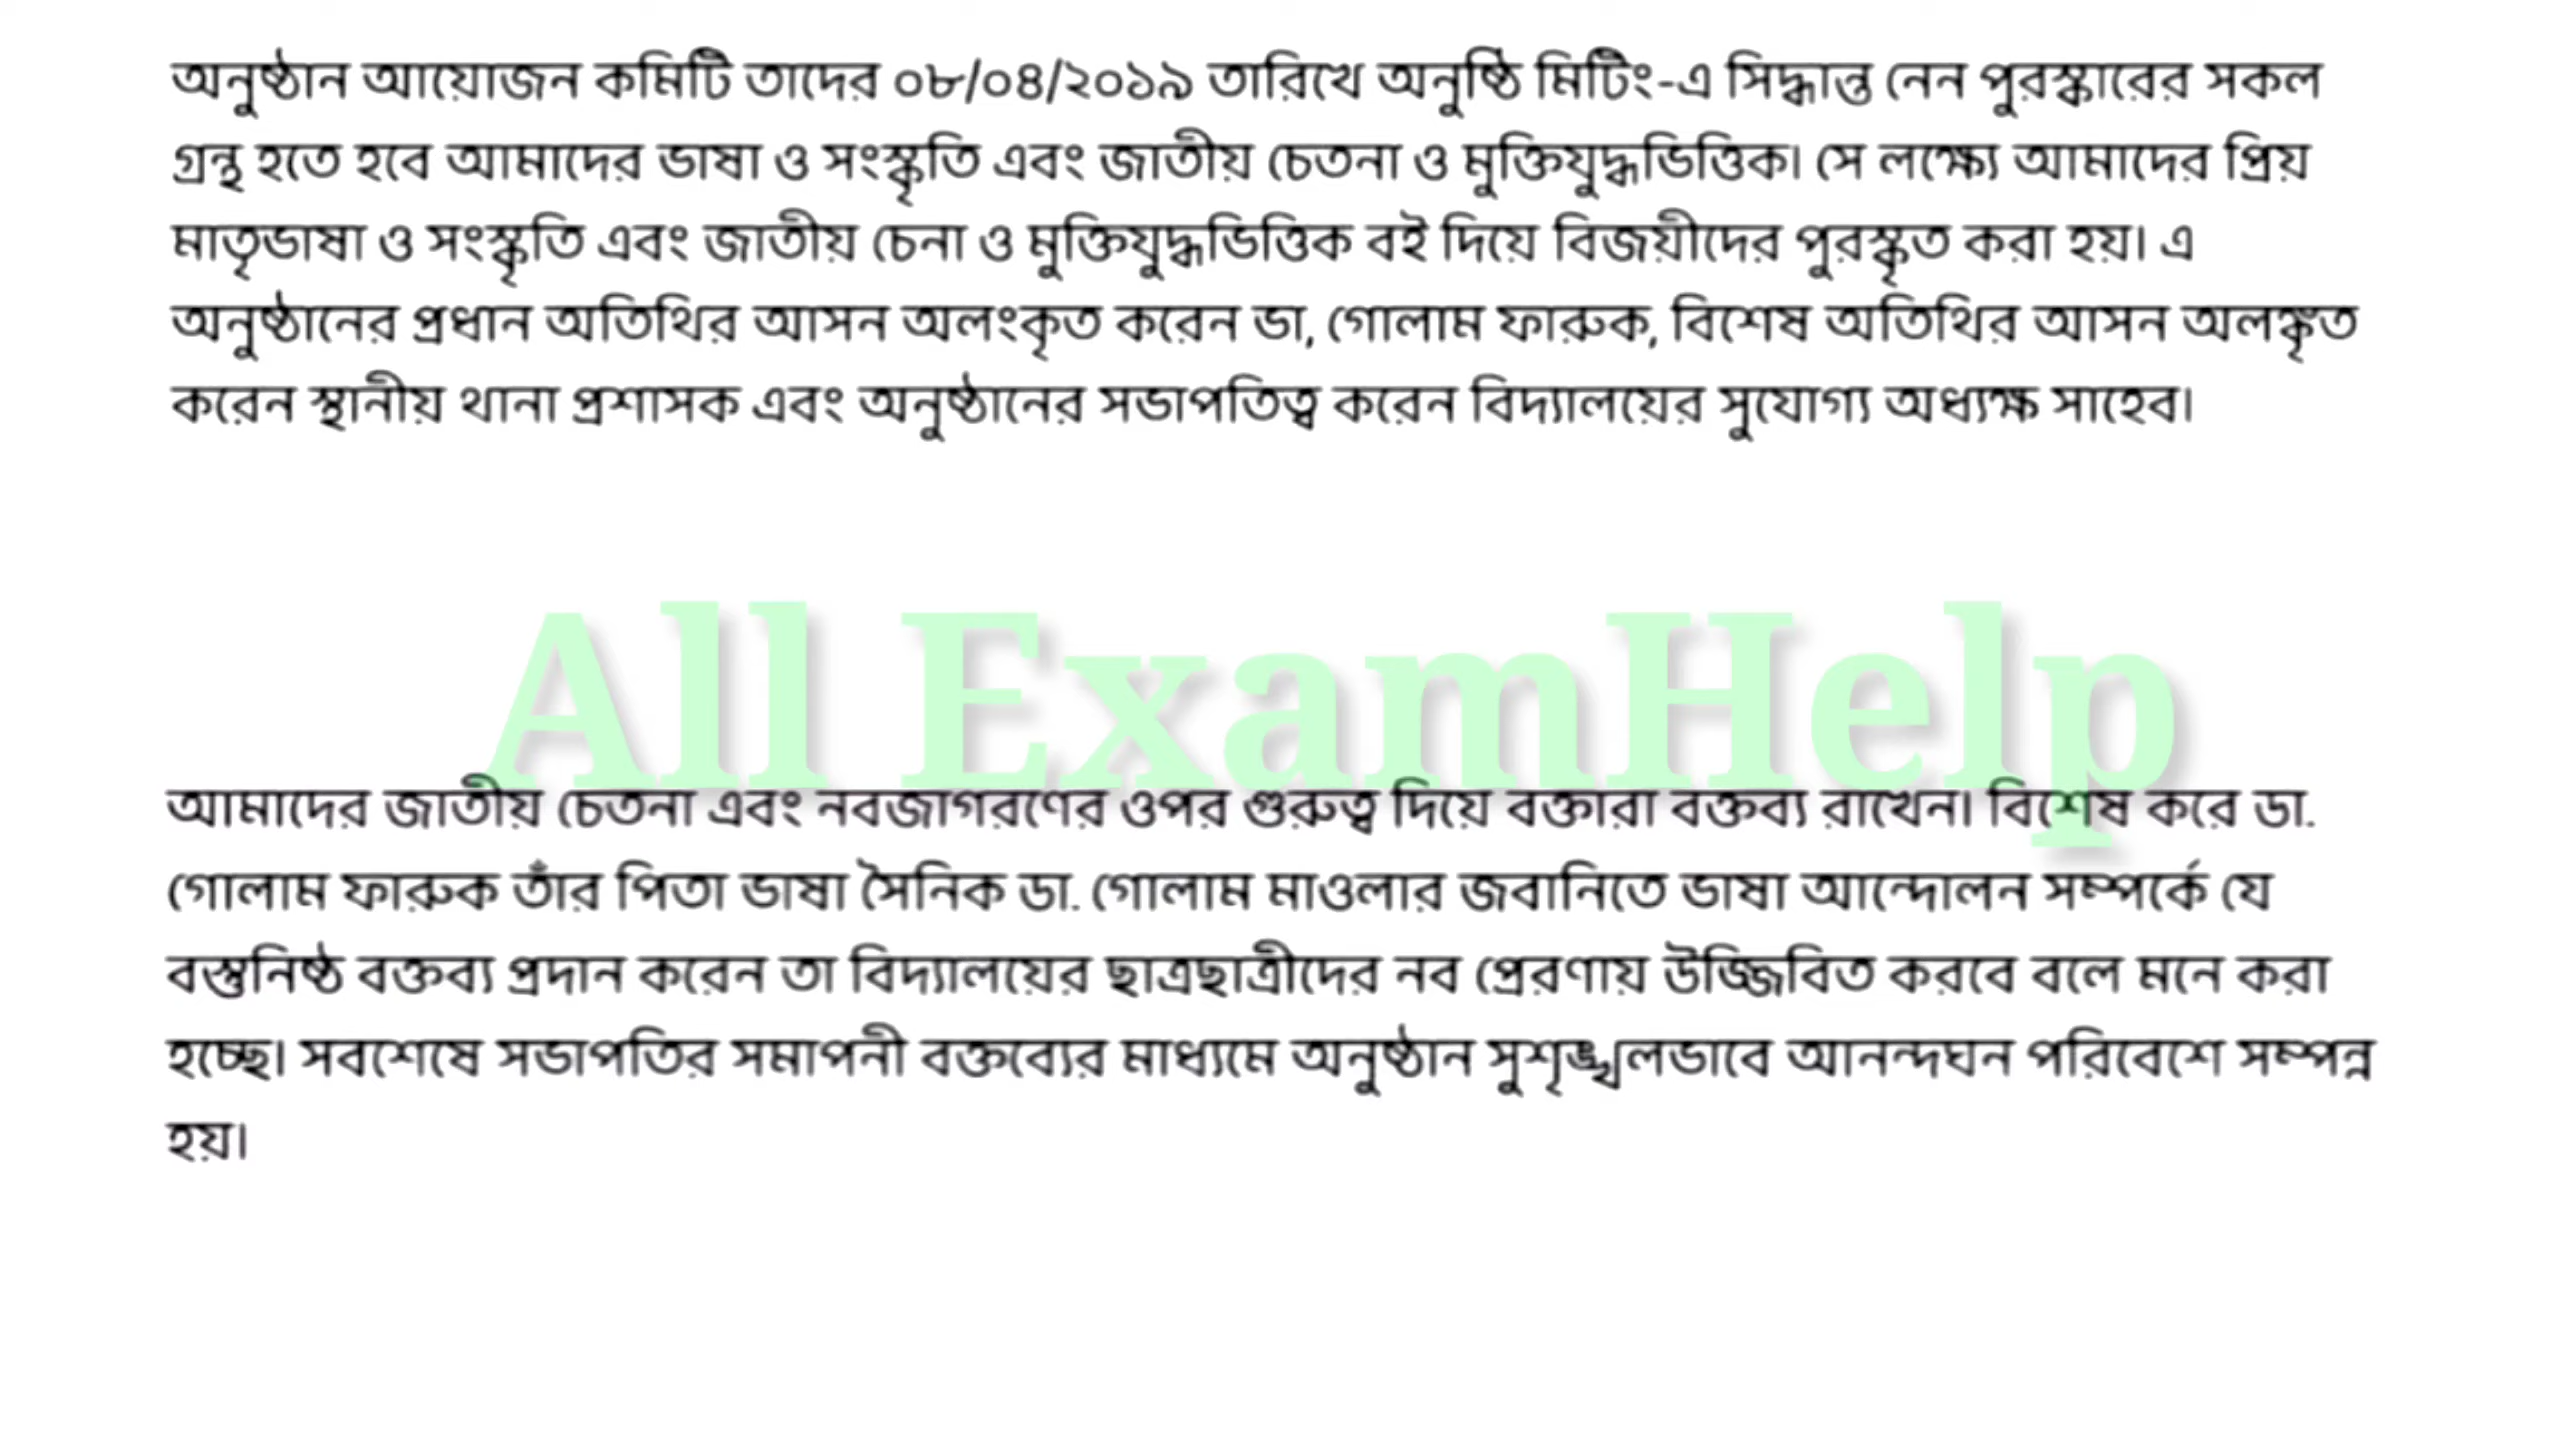 অনুষ্ঠান আয়োজন কমিটি তাদের ০৮/০৪/২০১৯ তারিখে অনুষ্ঠি মিটিং-এ সিদ্ধান্ত নেন পুরস্কারের সকল
গ্রন্থ হতে হবে আমাদের ভাষা ও সংস্কৃতি এবং জাতীয় চেতনা ও মুক্তিযুদ্ধভিত্তিক। সে লক্ষ্যে আমাদের প্রিয়
মাতৃভাষা ও সংস্কৃতি এবং জাতীয় চেনা ও মুক্তিযুদ্ধভিত্তিক বই দিয়ে বিজয়ীদের পুরস্কৃত করা হয়। এ
অনুষ্ঠানের প্রধান অতিথির আসন অলংকৃত করেন ডা, গোলাম ফারুক, বিশেষ অতিথির আসন অলঙ্কৃত
করেন স্থানীয় থানা প্রশাসক এবং অনুষ্ঠানের সভাপতিত্ব করেন বিদ্যালয়ের সুযোগ্য অধ্যক্ষ সাহেব।
All ExamHelp
আমাদের জাতীয় চেতনা এবং নবজাগরণের ওপর গুরুত্ব দিয়ে বক্তারা বক্তব্য রাখেন। বিশেষ করে ডা.
গোলাম ফারুক তাঁর পিতা ভাষা সৈনিক ডা. গোলাম মাওলার জবানিতে ভাষা আন্দোলন সম্পর্কে যে
বস্তুনিষ্ঠ বক্তব্য প্রদান করেন তা বিদ্যালয়ের ছাত্রছাত্রীদের নব প্রেরণায় উজ্জিবিত করবে বলে মনে করা
হচ্ছে। সবশেষে সভাপতির সমাপনী বক্তব্যের মাধ্যমে অনুষ্ঠান সুশৃঙ্খলভাবে আনন্দঘন পরিবেশে সম্পন্ন
হয়।